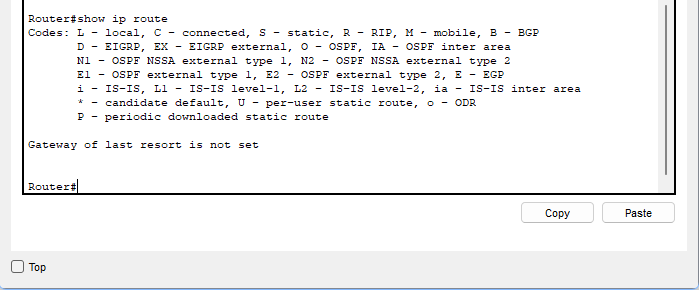 Router#show ip route
Codes: L - local, C - connected, S - static, R - RIP, M - mobile, B - BGP
D - EIGRP, EX - EIGRP external, O - OSPF, IA - OSPF inter area
N1 - OSPF NSSA external type 1, N2 - OSPF NSSA external type 2
E1 - OSPF external type 1, E2 - OSPF external type 2, E - EGP
i - IS-IS, L1 - IS-IS level-1, L2 - IS-IS level-2, ia - IS-IS inter area
* - candidate default, U - per-user static route, o - ODR
P - periodic downloaded static route
Gateway of last resort is not set
Router#
Copy Paste
Top